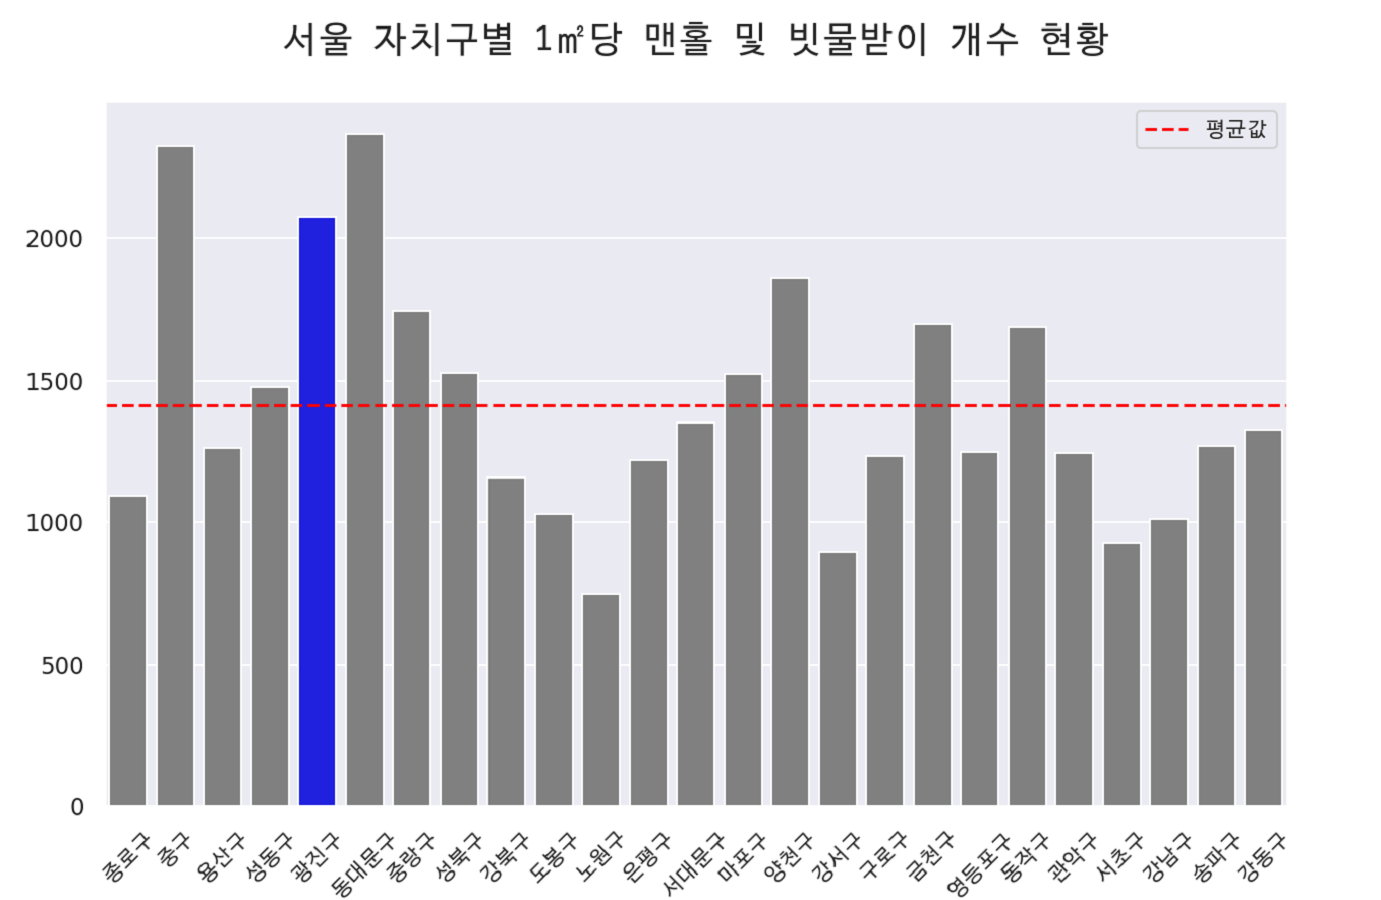 서울 자치구별 1㎡당 맨홀 및 빗물받이 개수 현황
평균값
2000
1500
1000
500
0
종로구
중구
용산구
성동구
광진구
동대문구
중랑구
성북구
강북구
도봉구
노원구
은평구
서대문구
마포구
양천구
강서구
구로구
금천구
영등포구
동작구
관악구
서초구
강남구
송파구
강동구